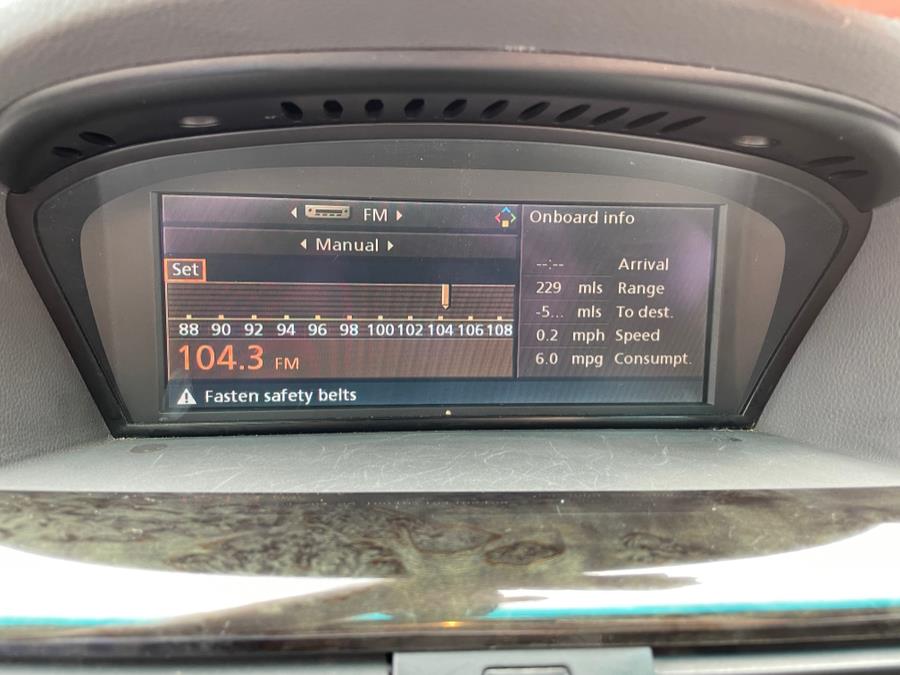 FM
Manual
Set
88 90 92 94 96 98 100 102 104 106 108
104.3 FM
Onboard info
--:-- Arrival
229 mls Range
-5... mls To dest.
0.2 mph Speed
6.0 mpg Consumpt.
Fasten safety belts